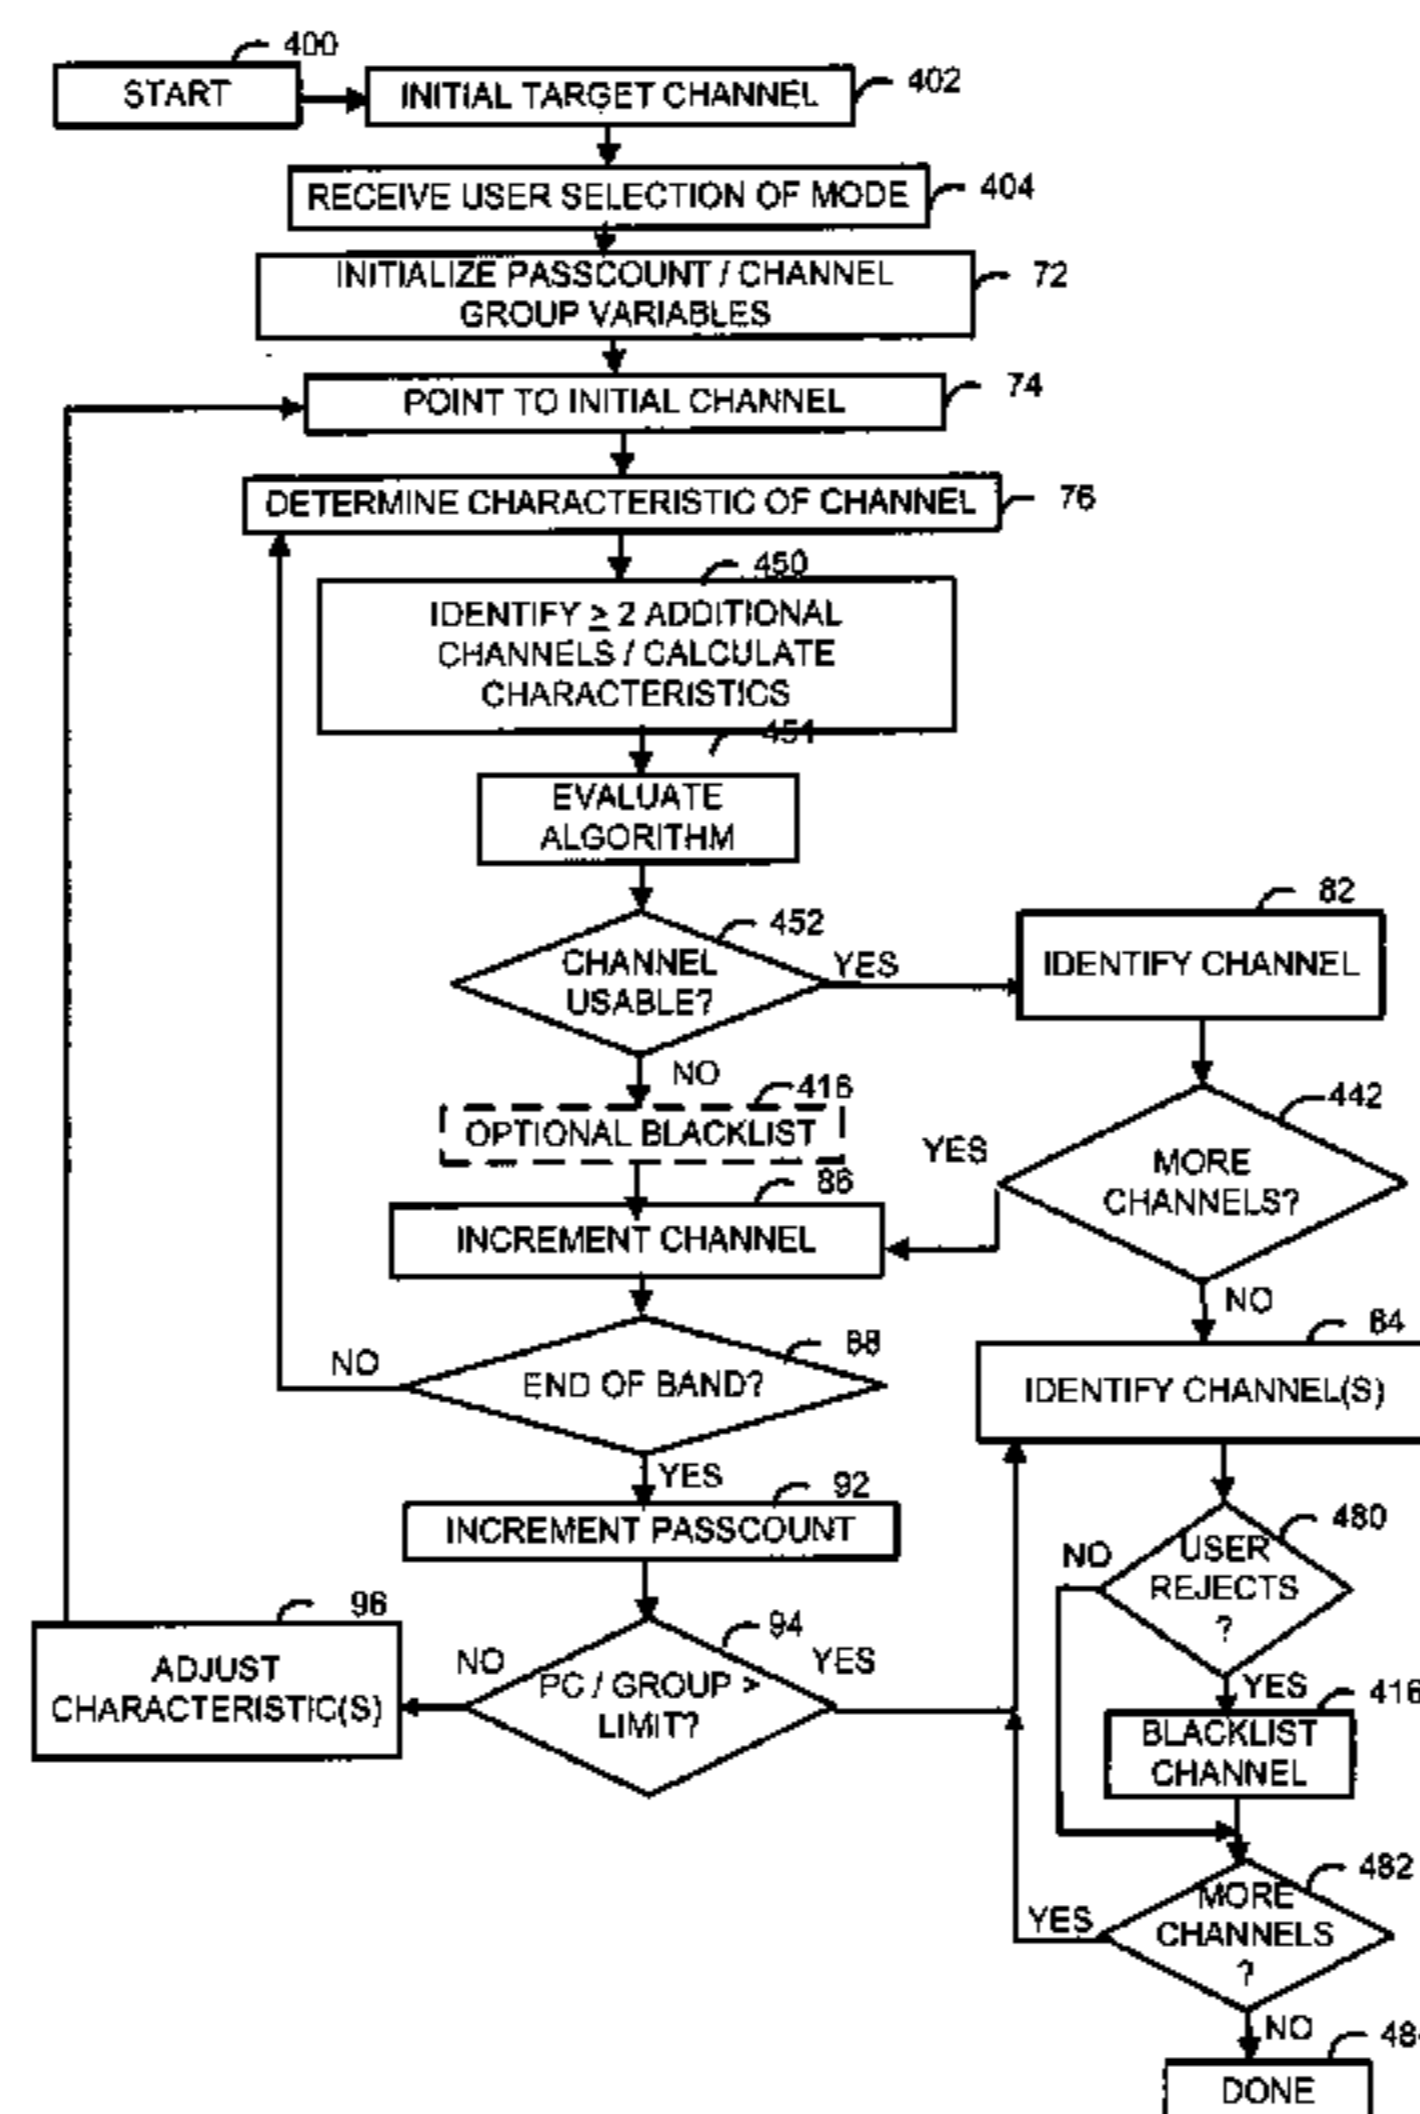 400
START
INITIAL TARGET CHANNEL
402
RECEIVE USER SELECTION OF MODE
404
INITIALIZE PASSCOUNT / CHANNEL
GROUP VARIABLES
72
POINT TO INITIAL CHANNEL
74
DETERMINE CHARACTERISTIC OF CHANNEL
76
450
IDENTIFY ≥ 2 ADDITIONAL
CHANNELS / CALCULATE
CHARACTERISTICS
451
EVALUATE
ALGORITHM
452
CHANNEL
USABLE?
YES
82
IDENTIFY CHANNEL
NO
416
OPTIONAL BLACKLIST
442
MORE
CHANNELS?
YES
86
INCREMENT CHANNEL
NO
84
IDENTIFY CHANNEL(S)
88
END OF BAND?
NO
YES
92
INCREMENT PASSCOUNT
480
USER
REJECTS
?
NO
YES
96
ADJUST
CHARACTERISTIC(S)
94
PC / GROUP >
LIMIT?
NO
YES
416
BLACKLIST
CHANNEL
482
MORE
CHANNELS
?
YES
NO
DONE